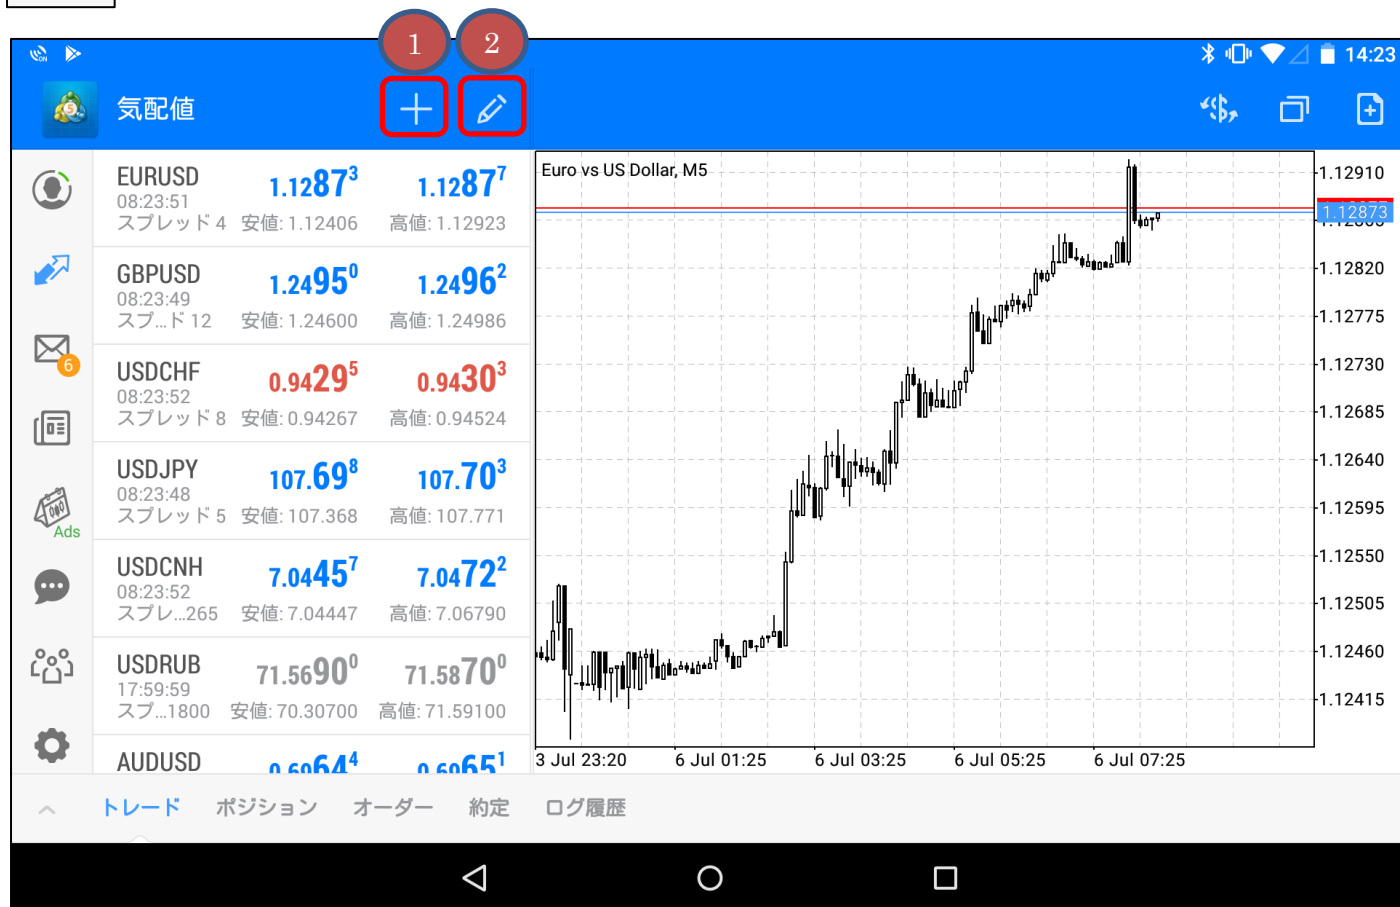 1 2
ON 14:23
気配値
EURUSD 1.12873 1.12877
08:23:51
スプレッド 4 安値: 1.12406 高値: 1.12923
GBPUSD 1.24950 1.24962
08:23:49
スプ...ド 12 安値: 1.24600 高値: 1.24986
USDCHF 0.94295 0.94303
08:23:52
スプレッド 8 安値: 0.94267 高値: 0.94524
USDJPY 107.698 107.703
08:23:48
スプレッド 5 安値: 107.368 高値: 107.771
USDCNH 7.04457 7.04722
08:23:52
スプレ...265 安値: 7.04447 高値: 7.06790
USDRUB 71.56900 71.58700
17:59:59
スプ...1800 安値: 70.30700 高値: 71.59100
AUDUSD 0.69644 0.69651
6
Ads
Euro vs US Dollar, M5
1.12910
1.12873
1.12820
1.12775
1.12730
1.12685
1.12640
1.12595
1.12550
1.12505
1.12460
1.12415
3 Jul 23:20 6 Jul 01:25 6 Jul 03:25 6 Jul 05:25 6 Jul 07:25
トレード ポジション オーダー 約定 ログ履歴